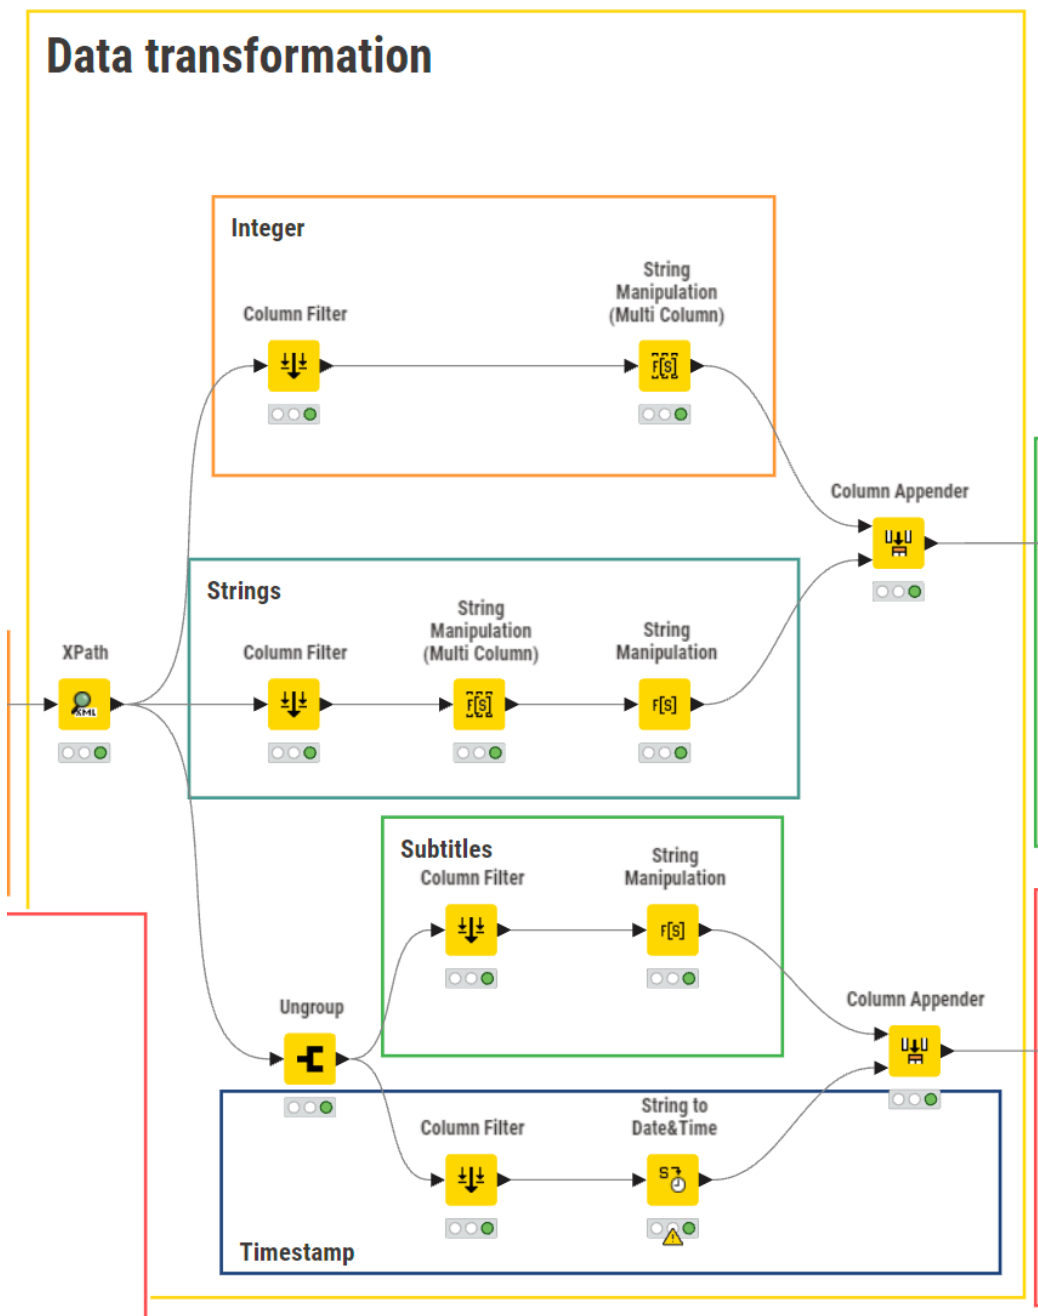 Data transformation
Integer
Column Filter
String
Manipulation
(Multi Column)
F[S]
Column Appender
Strings
XPath
XML
Column Filter
String
Manipulation
(Multi Column)
F[S]
String
Manipulation
F[S]
Subtitles
Column Filter
String
Manipulation
F[S]
Ungroup
Column Appender
Column Filter
String to
Date&Time
S
Timestamp